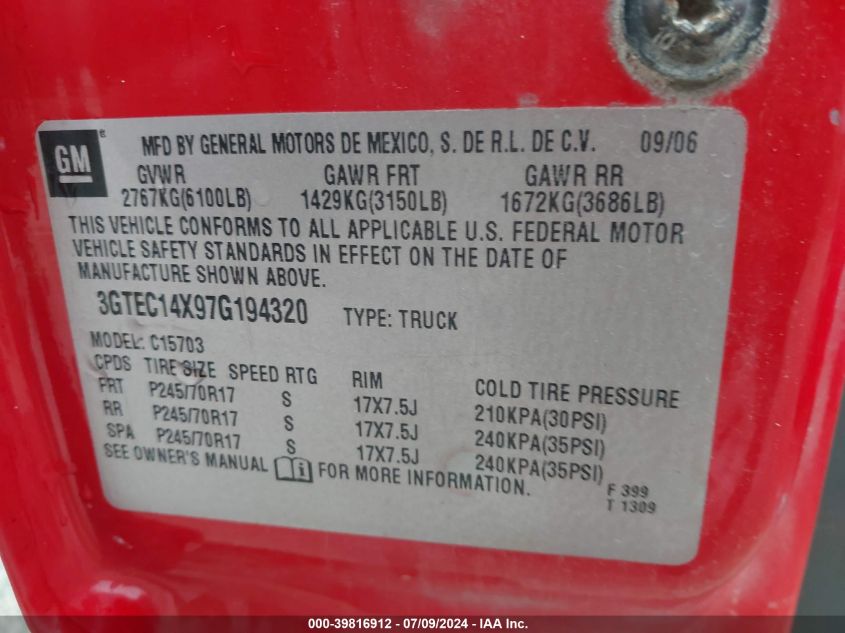 GM ® MFD BY GENERAL MOTORS DE MEXICO, S. DE R.L. DE C.V. 09/06
GVWR GAWR FRT GAWR RR
2767KG(6100LB) 1429KG(3150LB) 1672KG(3686LB)
THIS VEHICLE CONFORMS TO ALL APPLICABLE U.S. FEDERAL MOTOR
VEHICLE SAFETY STANDARDS IN EFFECT ON THE DATE OF
MANUFACTURE SHOWN ABOVE.
3GTEC14X97G194320 TYPE: TRUCK
MODEL: C15703
CPDS TIRE SIZE SPEED RTG RIM COLD TIRE PRESSURE
FRT P245/70R17 S 17X7.5J 210KPA(30PSI)
RR P245/70R17 S 17X7.5J 240KPA(35PSI)
SPA P245/70R17 S 17X7.5J 240KPA(35PSI)
SEE OWNER'S MANUAL i FOR MORE INFORMATION.
F 399
T 1309
10
000-39816912 - 07/09/2024 - IAA Inc.